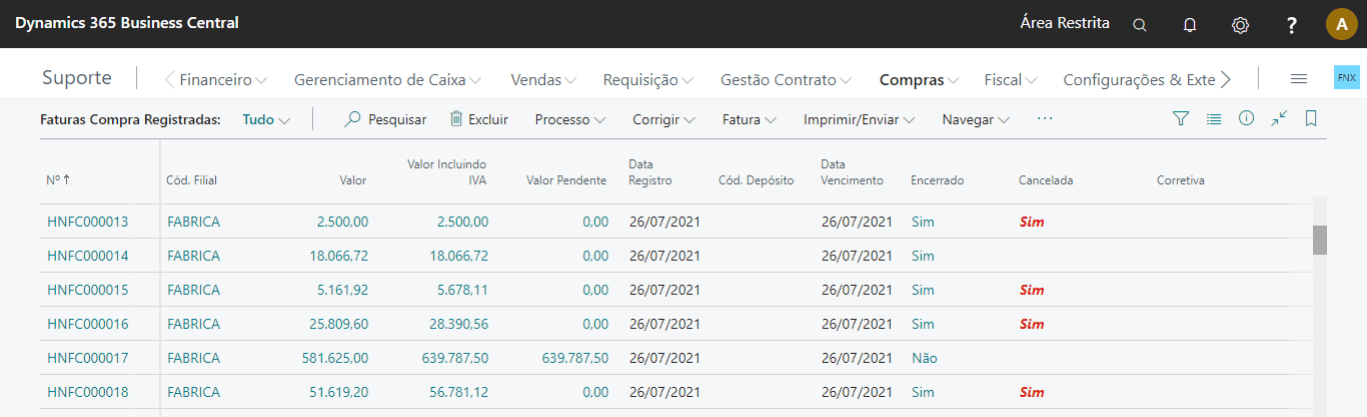 Dynamics 365 Business Central Área Restrita ? A
Suporte Financeiro Gerenciamento de Caixa Vendas Requisição Gestão Contrato Compras Fiscal Configurações & Exte FNX
Faturas Compra Registradas: Tudo Pesquisar Excluir Processo Corrigir Fatura Imprimir/Enviar Navegar ...
Nº ↑ Cód. Filial Valor Valor Incluindo IVA Valor Pendente Data Registro Cód. Depósito Data Vencimento Encerrado Cancelada Corretiva
HNFC000013 FABRICA 2.500,00 2.500,00 0,00 26/07/2021 26/07/2021 Sim Sim
HNFC000014 FABRICA 18.066,72 18.066,72 0,00 26/07/2021 26/07/2021 Sim
HNFC000015 FABRICA 5.161,92 5.678,11 0,00 26/07/2021 26/07/2021 Sim Sim
HNFC000016 FABRICA 25.809,60 28.390,56 0,00 26/07/2021 26/07/2021 Sim Sim
HNFC000017 FABRICA 581.625,00 639.787,50 639.787,50 26/07/2021 26/07/2021 Não
HNFC000018 FABRICA 51.619,20 56.781,12 0,00 26/07/2021 26/07/2021 Sim Sim